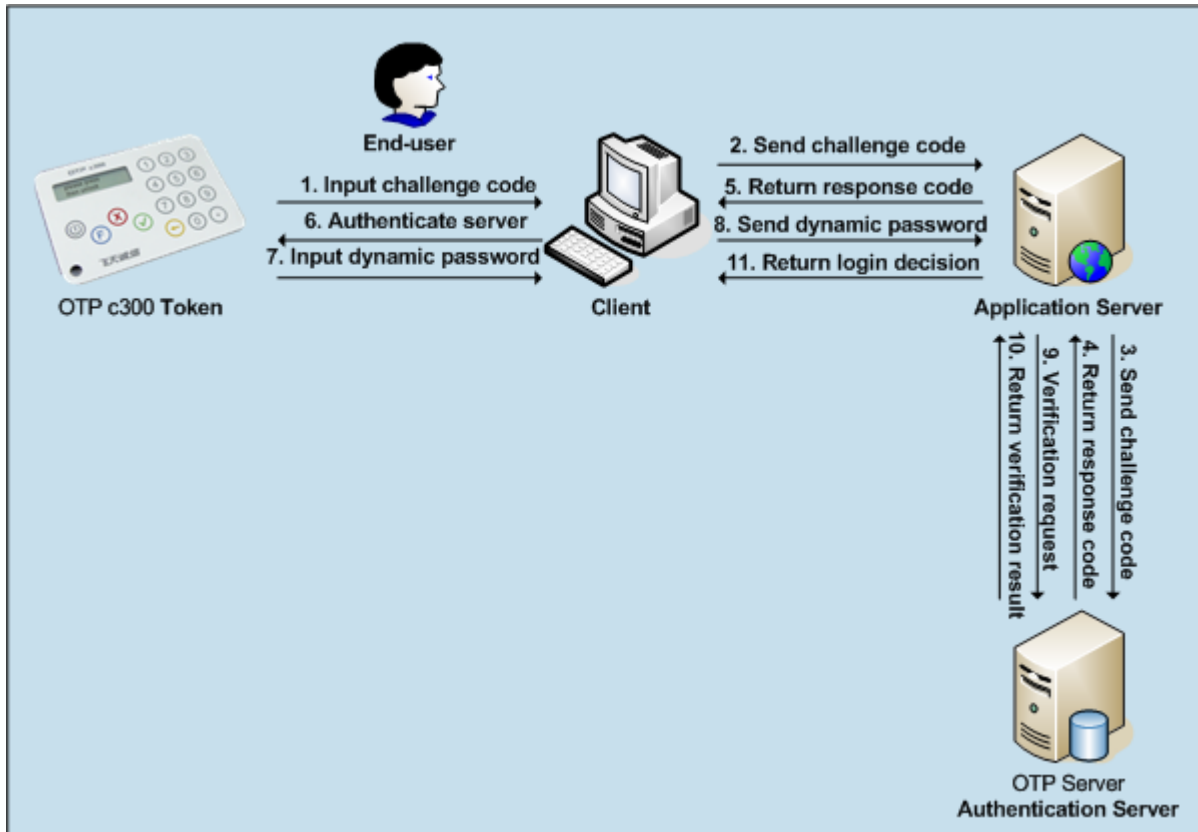 End-user
1. Input challenge code
6. Authenticate server
7. Input dynamic password
2. Send challenge code
5. Return response code
8. Send dynamic password
11. Return login decision
OTP c300 Token
Client
Application Server
10. Return verification result
9. Verification request
4. Return response code
3. Send challenge code
OTP Server
Authentication Server